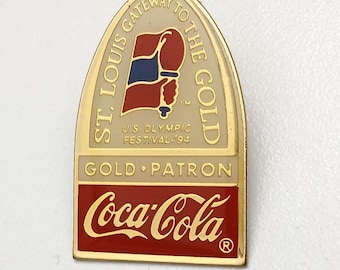 ST. LOUIS GATEWAY TO THE GOLD
U.S. OLYMPIC
FESTIVAL '94
GOLD · PATRON
Coca-Cola ®